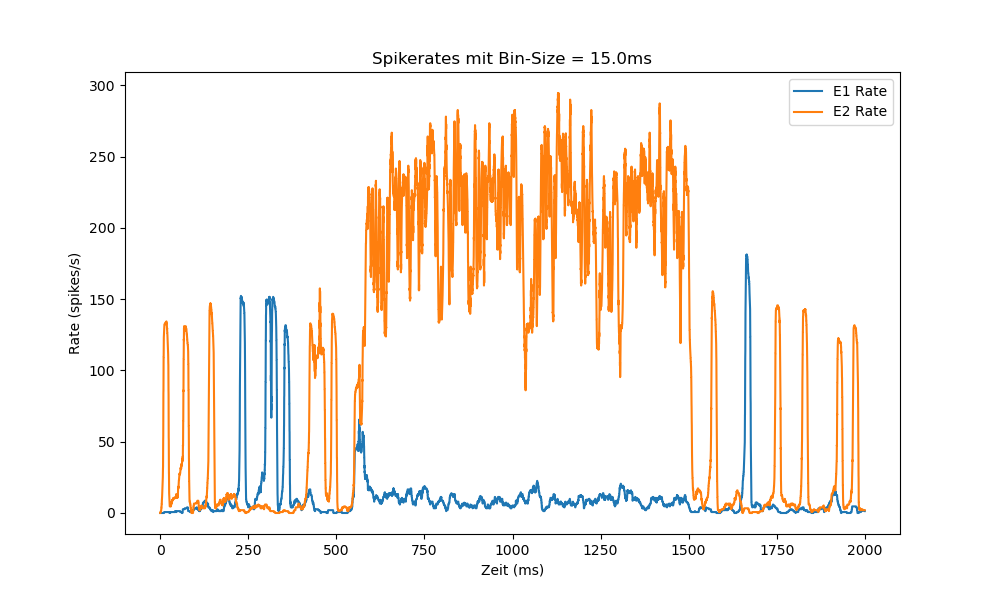 Spikerates mit Bin-Size = 15.0ms
E1 Rate
E2 Rate
Rate (spikes/s)
300
250
200
150
100
50
0
0 250 500 750 1000 1250 1500 1750 2000
Zeit (ms)